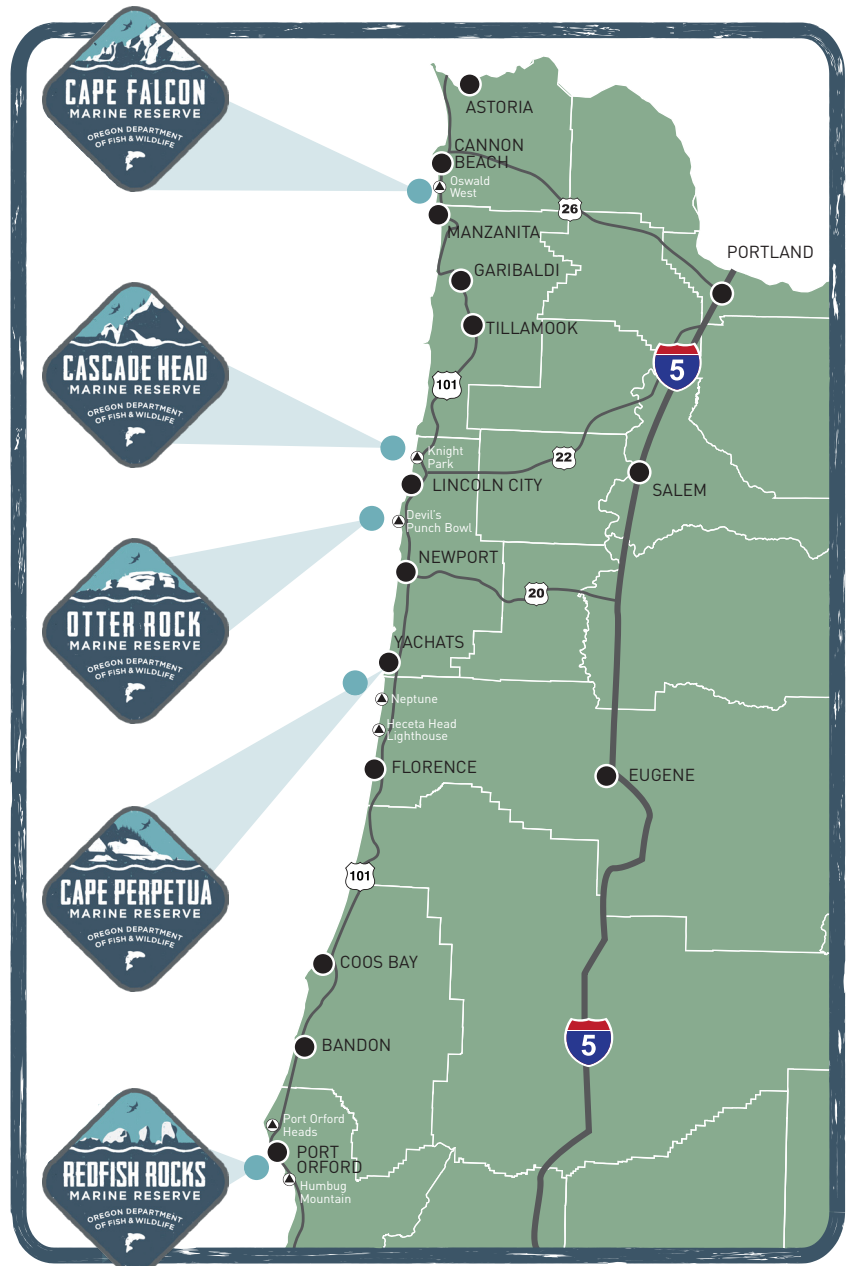 CAPE FALCON
MARINE RESERVE
OREGON DEPARTMENT
OF FISH & WILDLIFE
ASTORIA
CANNON
BEACH
Oswald
West
26
MANZANITA
PORTLAND
GARIBALDI
TILLAMOOK
CASCADE HEAD
MARINE RESERVE
OREGON DEPARTMENT
OF FISH & WILDLIFE
5
101
Knight
Park
22
LINCOLN CITY
SALEM
Devil's
Punch Bowl
NEWPORT
20
OTTER ROCK
MARINE RESERVE
OREGON DEPARTMENT
OF FISH & WILDLIFE
YACHATS
Neptune
Heceta Head
Lighthouse
FLORENCE
EUGENE
101
CAPE PERPETUA
MARINE RESERVE
OREGON DEPARTMENT
OF FISH & WILDLIFE
COOS BAY
5
BANDON
Port Orford
Heads
PORT
ORFORD
Humbug
Mountain
REDFISH ROCKS
MARINE RESERVE
OREGON DEPARTMENT
OF FISH & WILDLIFE